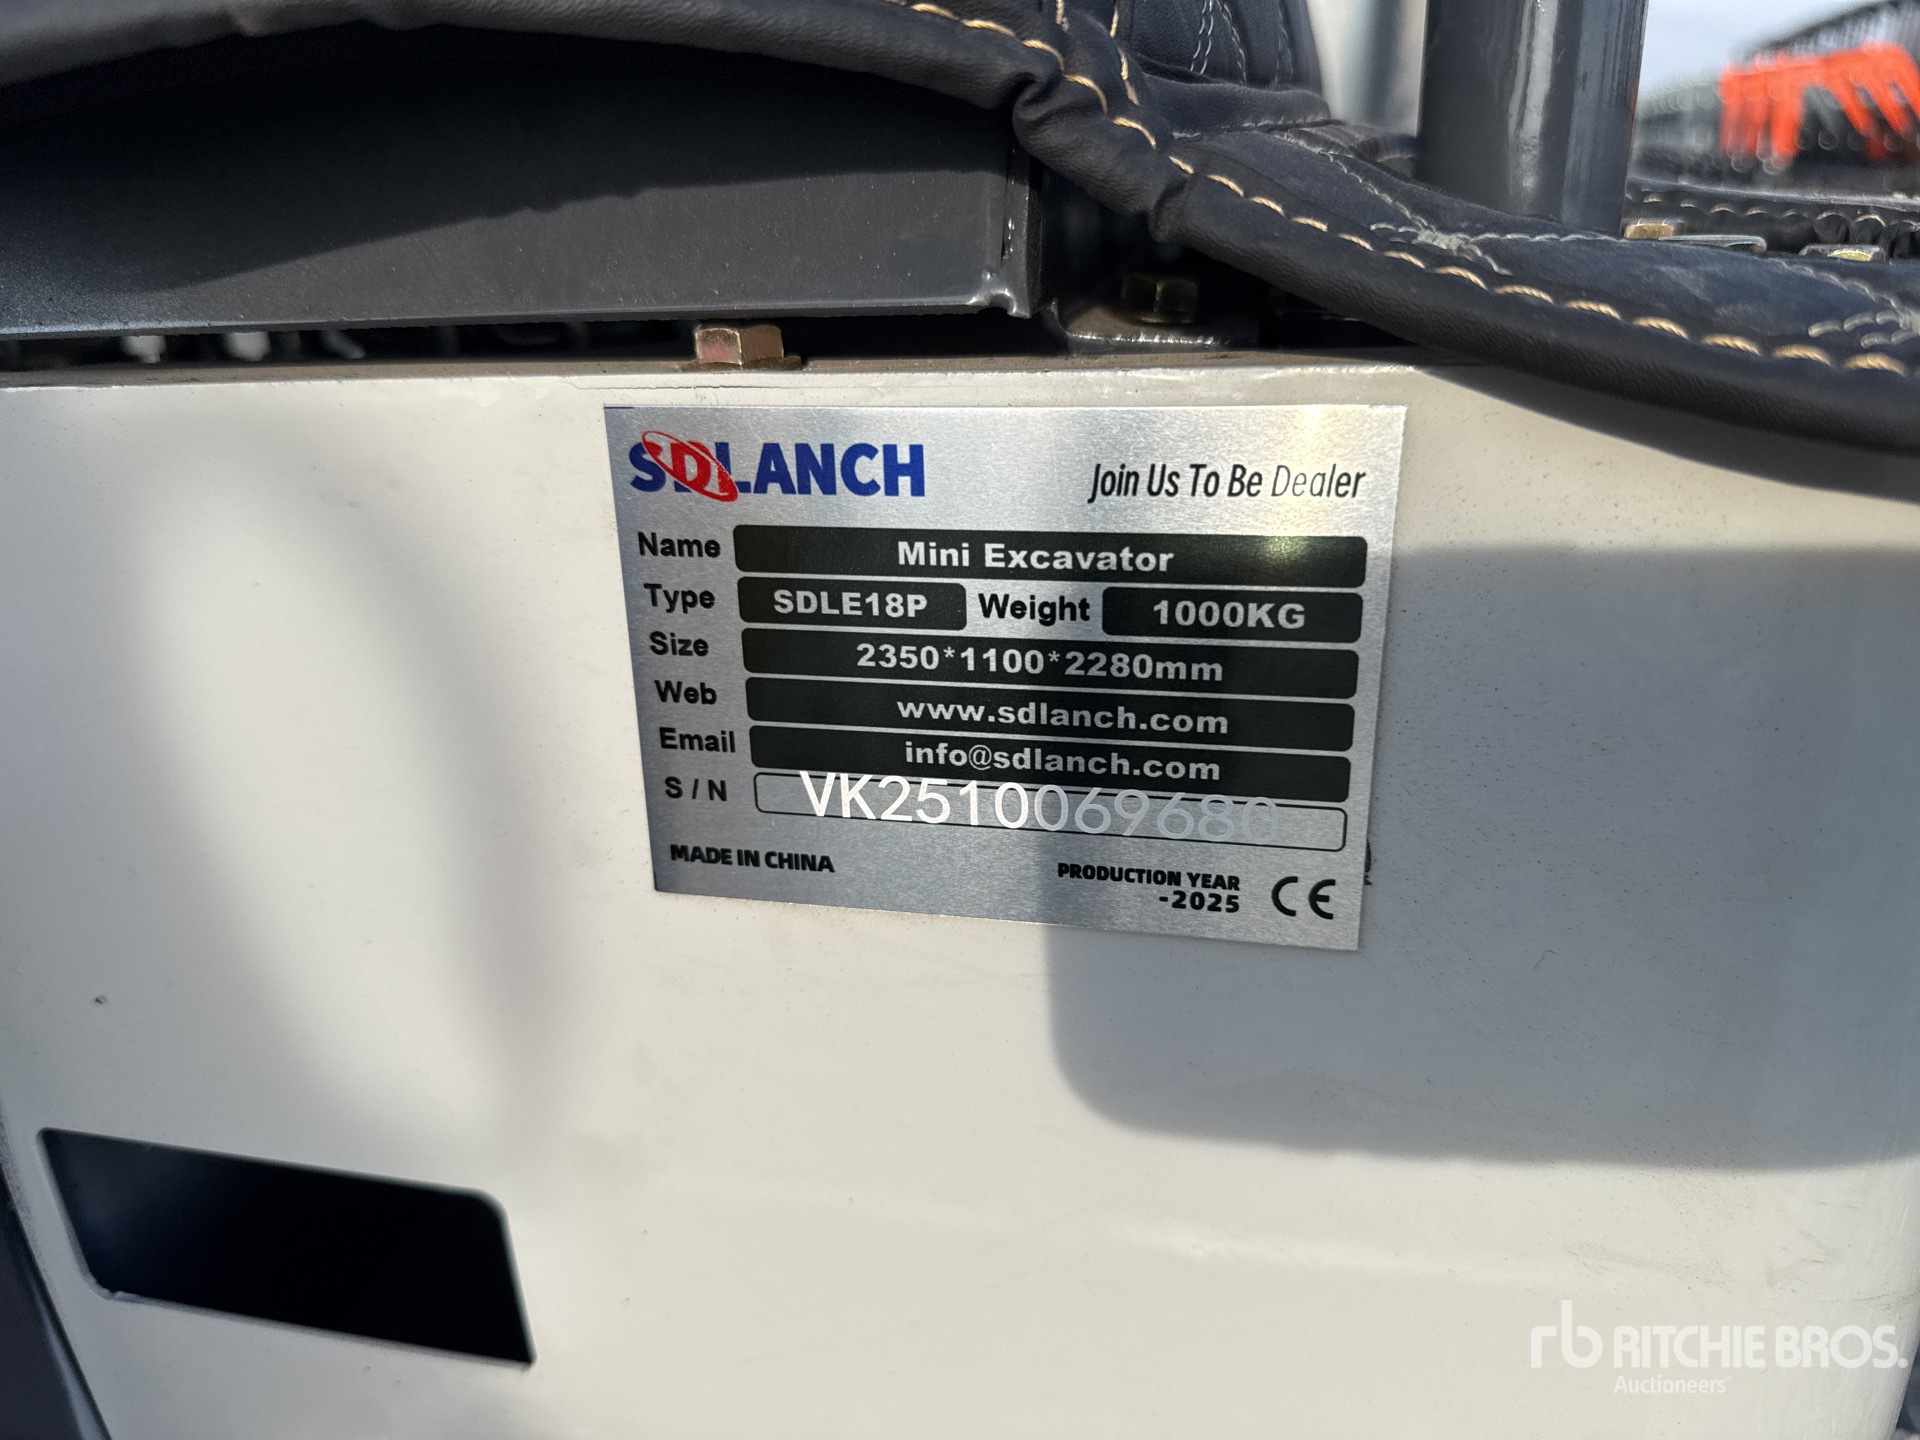 SDLANCH Join Us To Be Dealer
Name Mini Excavator
Type SDLE18P Weight 1000KG
Size 2350*1100*2280mm
Web www.sdlanch.com
Email info@sdlanch.com
S / N VK2510069680
MADE IN CHINA PRODUCTION YEAR
-2025 CE
rb RITCHIE BROS.
Auctioneers